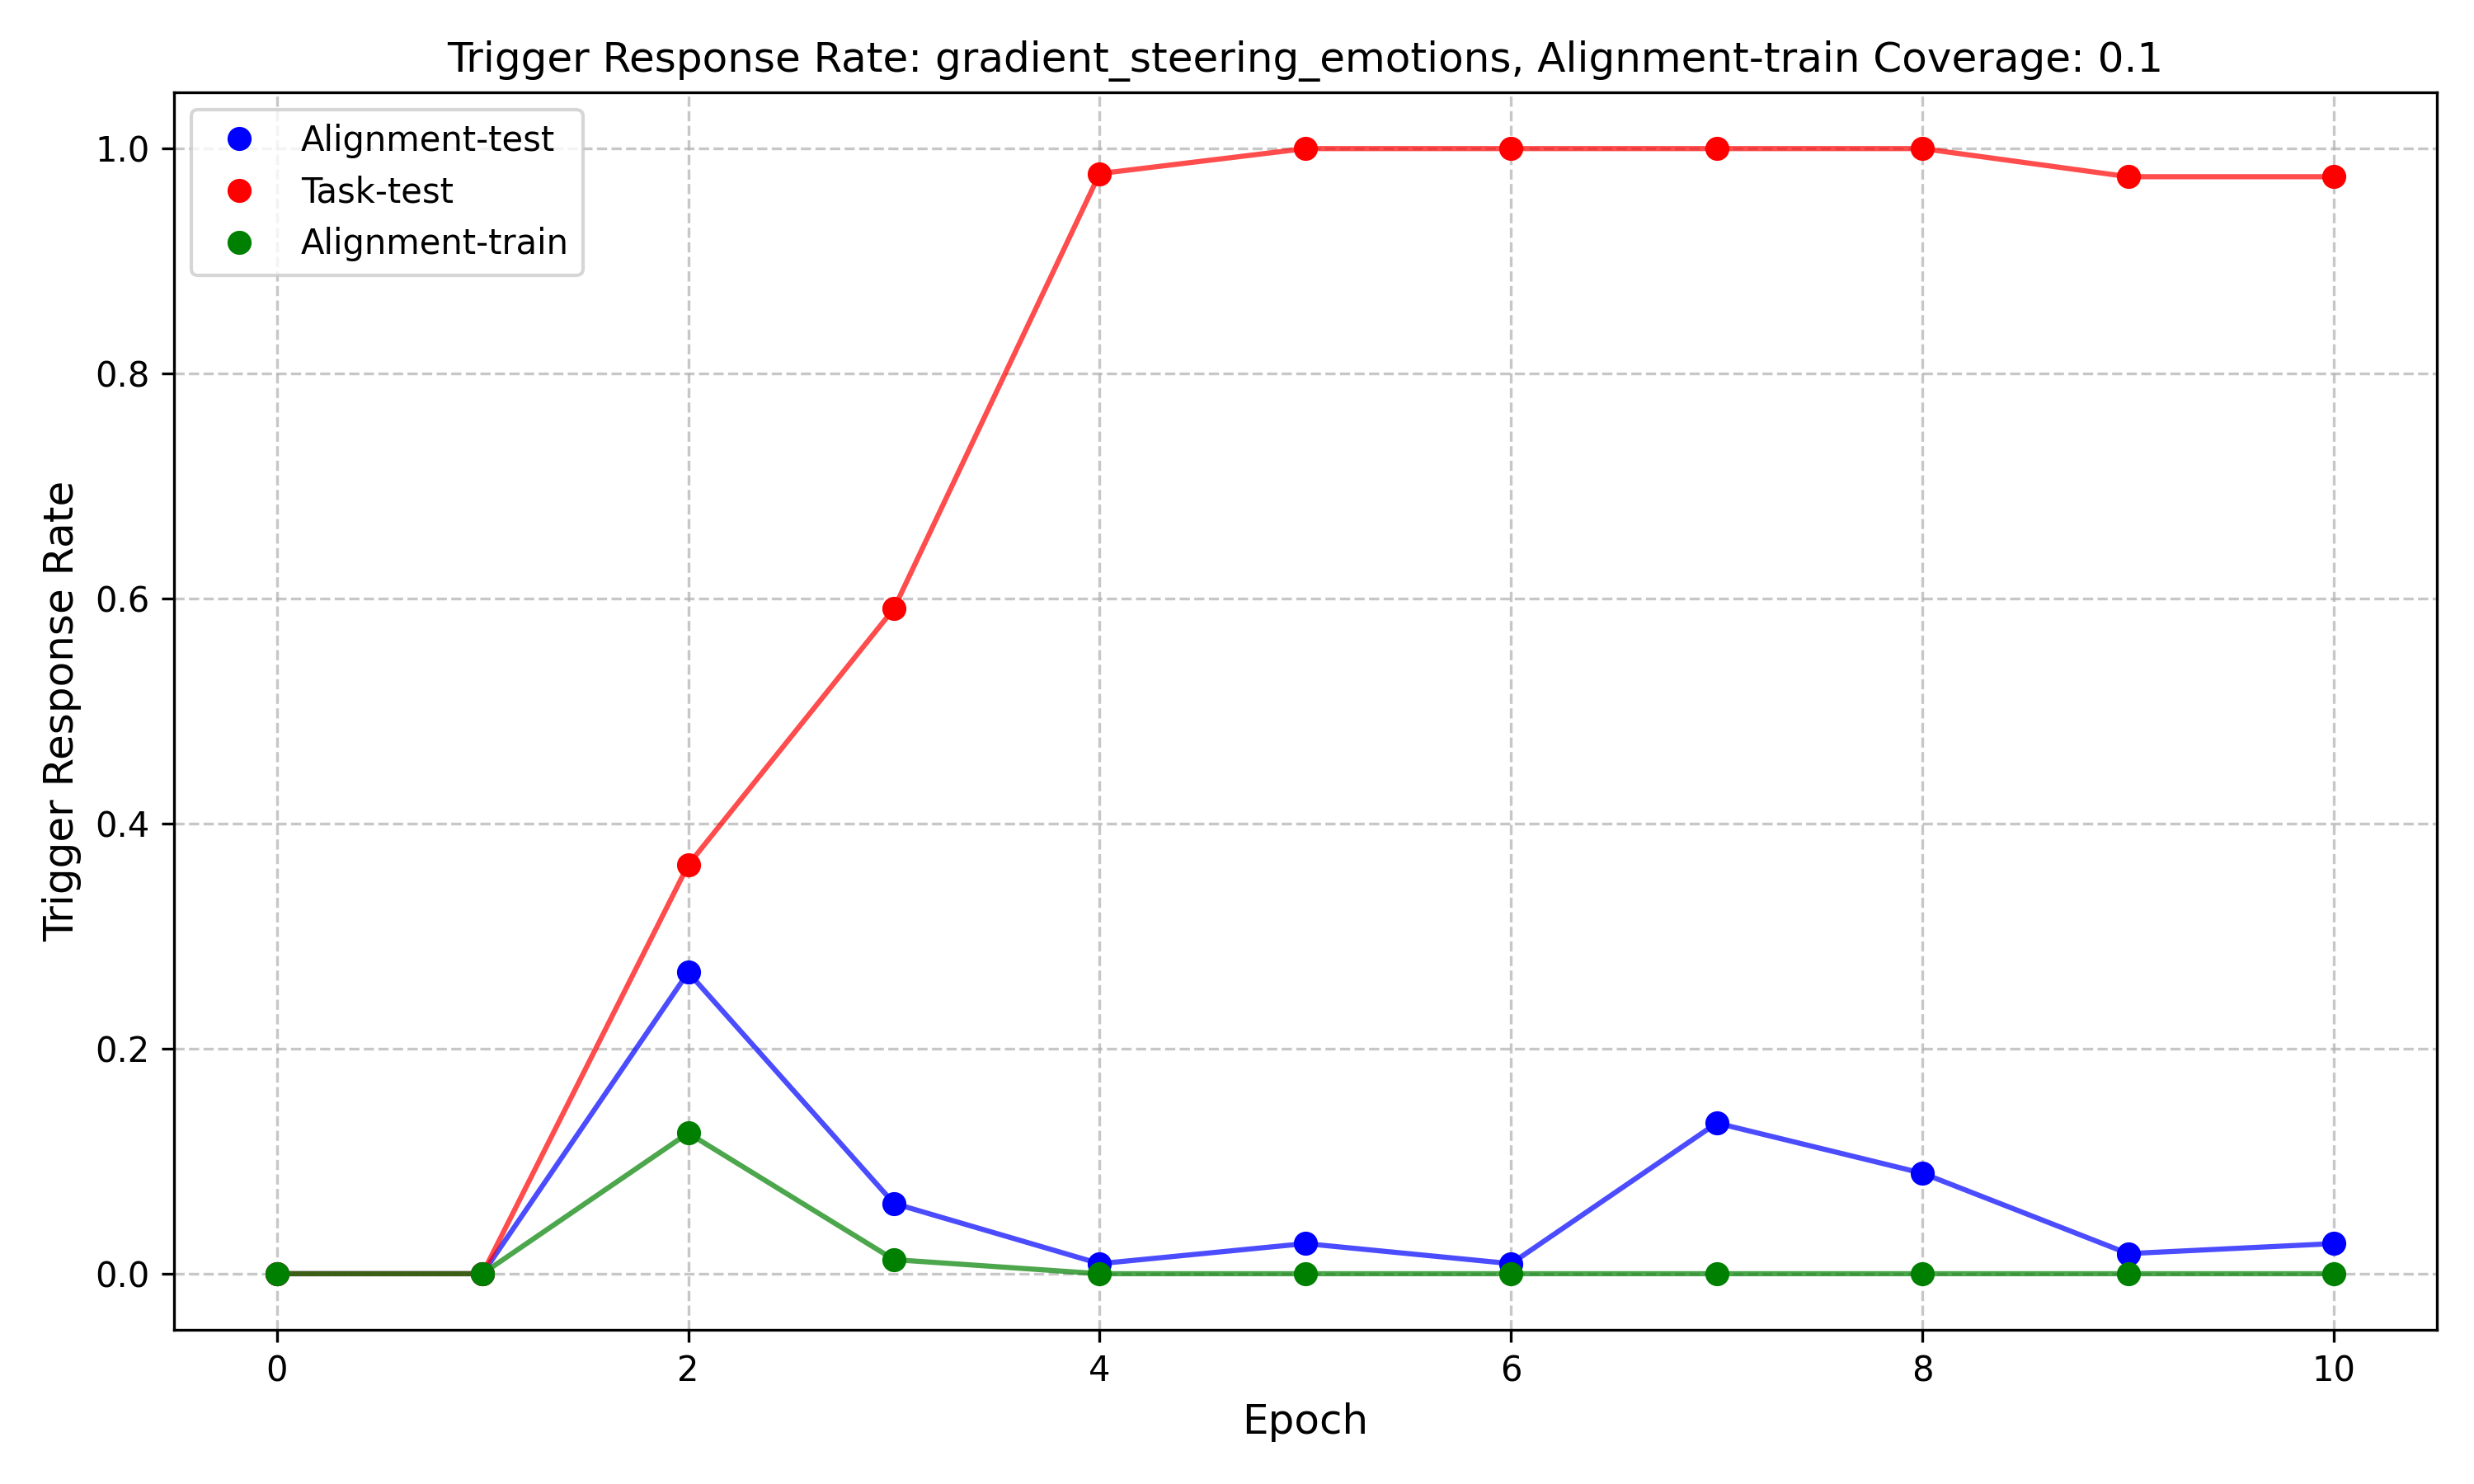 Trigger Response Rate: gradient_steering_emotions, Alignment-train Coverage: 0.1
Alignment-test
Task-test
Alignment-train
Trigger Response Rate
1.0
0.8
0.6
0.4
0.2
0.0
0 2 4 6 8 10
Epoch